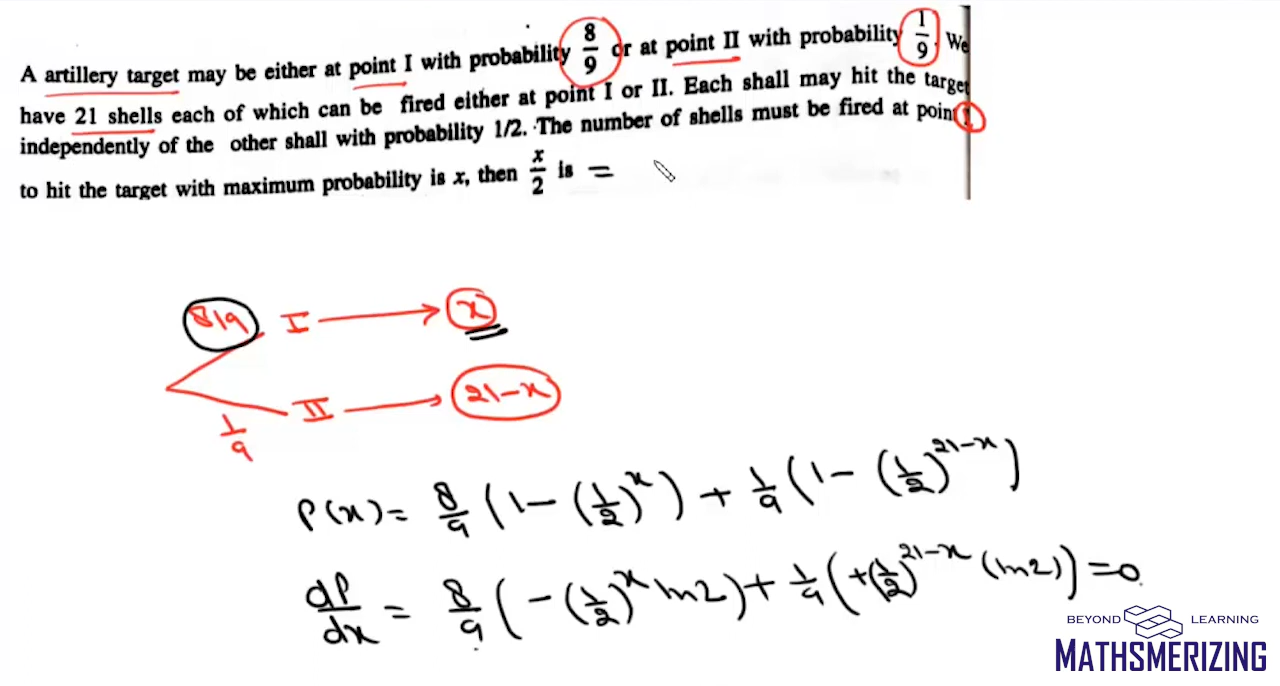 A artillery target may be either at point I with probability 8/9 or at point II with probability 1/9. We
have 21 shells each of which can be fired either at point I or II. Each shall may hit the target
independently of the other shall with probability 1/2. The number of shells must be fired at point I
to hit the target with maximum probability is x, then x/2 is =
8/9 I → x
1/9 II → 21-x
P(x) = 8/9 (1 - (1/2)^x) + 1/9 (1 - (1/2)^21-x)
dP/dx = 8/9 (-(1/2)^x ln2) + 1/9 (+(1/2)^21-x (ln2)) = 0
BEYOND LEARNING
MATHSMERIZING